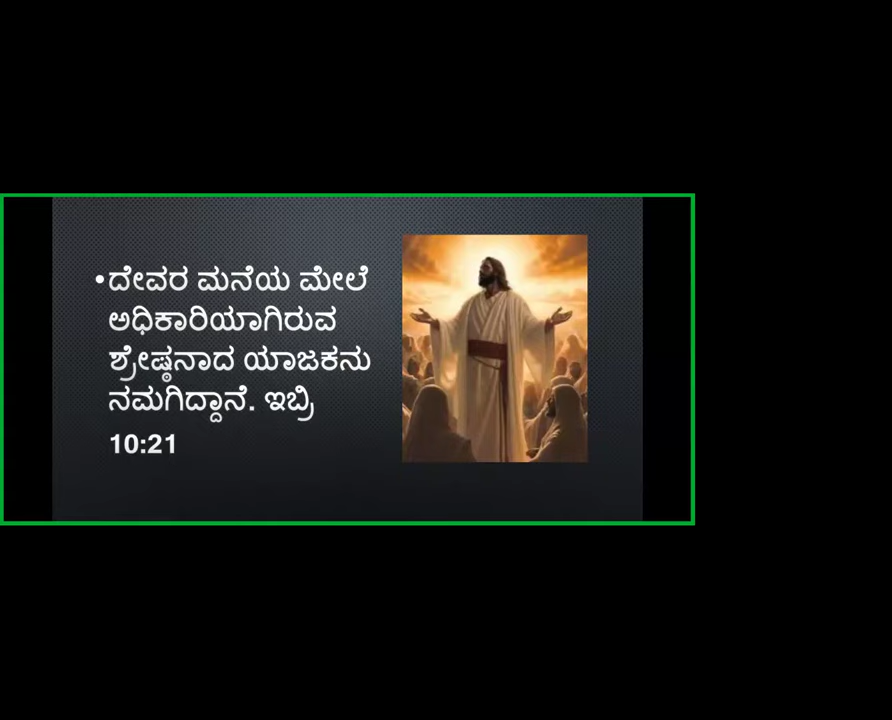 •ದೇವರ ಮನೆಯ ಮೇಲೆ
ಅಧಿಕಾರಿಯಾಗಿರುವ
ಶ್ರೇಷ್ಠನಾದ ಯಾಜಕನು
ನಮಗಿದ್ದಾನೆ. ಇಬ್ರಿ
10:21